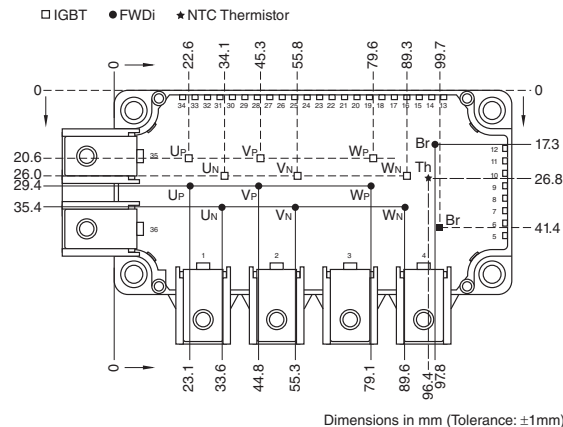 □ IGBT ● FWDi ★ NTC Thermistor
0
22.6
34.1
45.3
55.8
79.6
89.3
99.7
0
0
34 33 32 31 30 29 28 27 26 25 24 23 22 21 20 19 18 17 16 15 14 13
20.6
26.0
29.4
35.4
35
36
UP
VP
WP
UN
VN
WN
UP
VP
WP
UN
VN
WN
Br
Th
Br
12
11
10
9
8
7
6
5
17.3
26.8
41.4
1
2
3
4
0
23.1
33.6
44.8
55.3
79.1
89.6
96.4
97.8
Dimensions in mm (Tolerance: ±1mm)